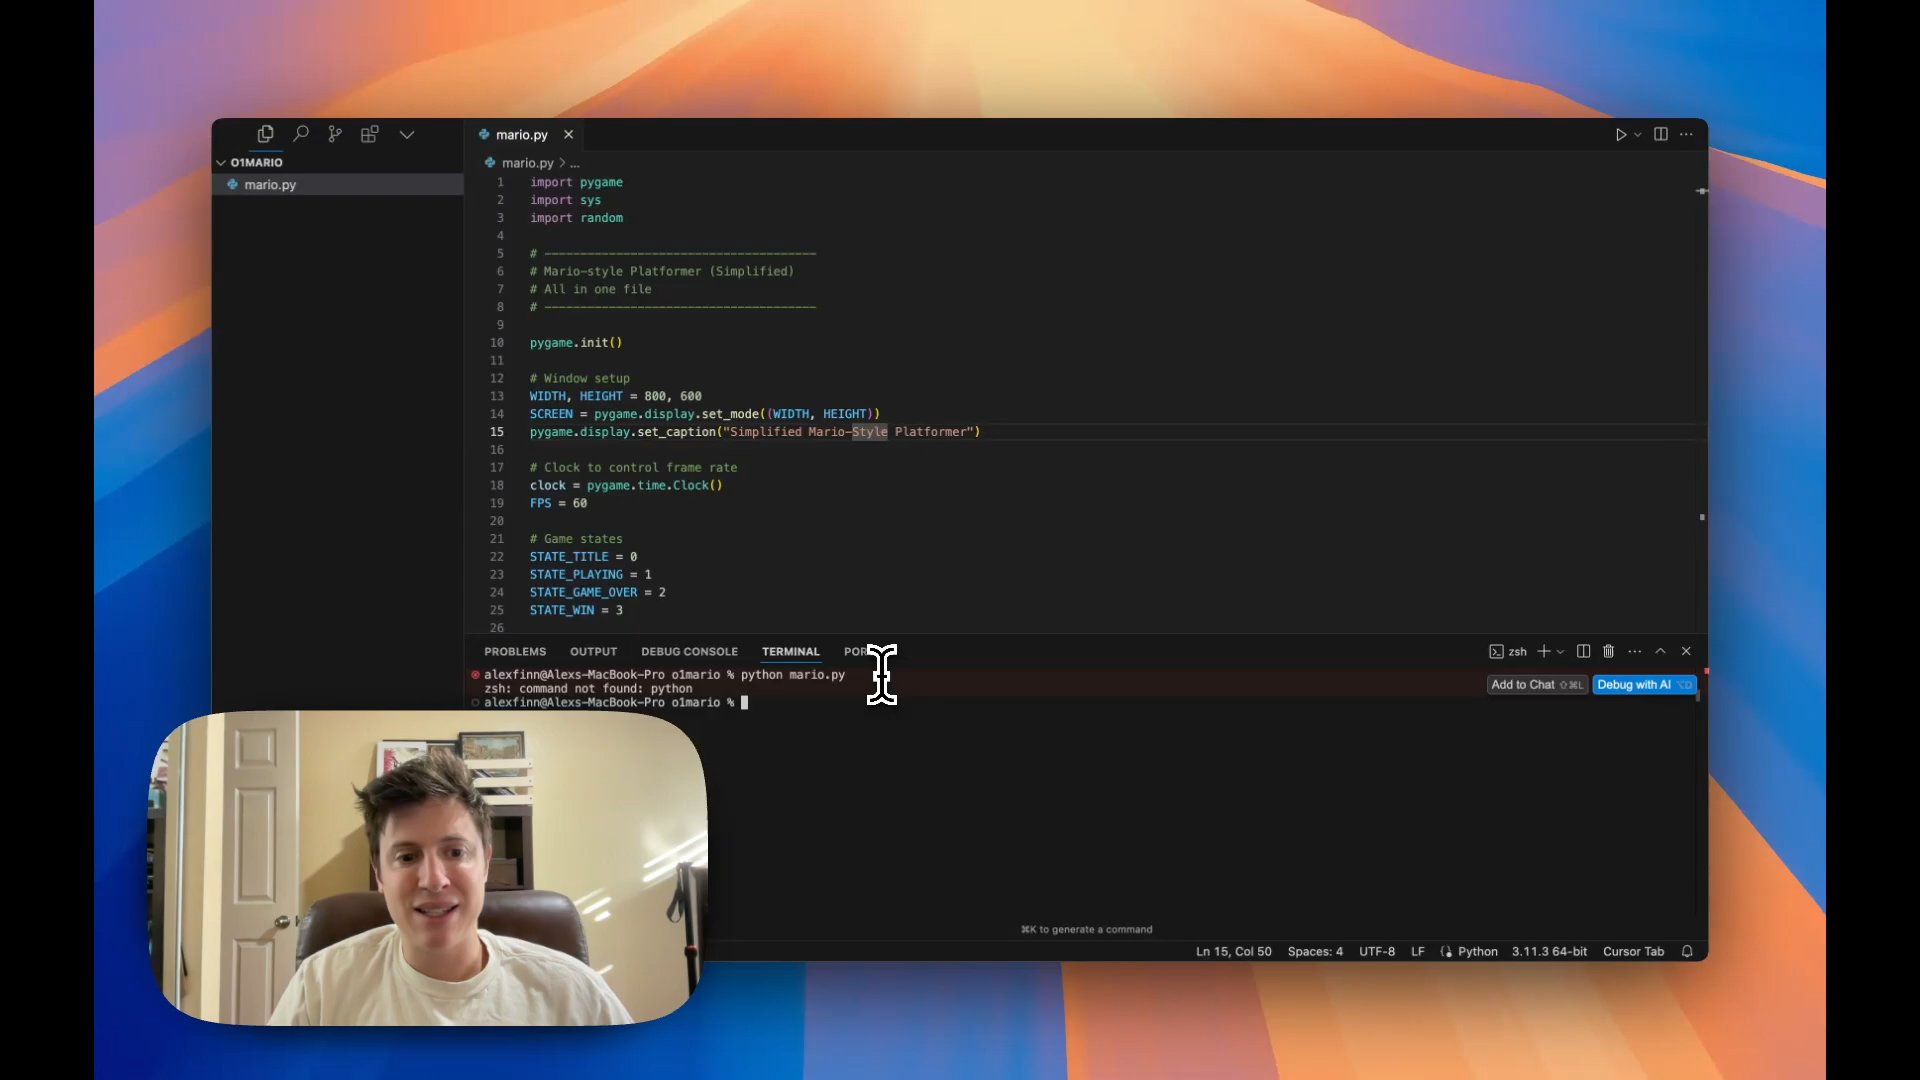 O1MARIO
mario.py
mario.py
mario.py > ...
1 import pygame
2 import sys
3 import random
4
5 # --------------------------------------
6 # Mario-style Platformer (Simplified)
7 # All in one file
8 # --------------------------------------
9
10 pygame.init()
11
12 # Window setup
13 WIDTH, HEIGHT = 800, 600
14 SCREEN = pygame.display.set_mode((WIDTH, HEIGHT))
15 pygame.display.set_caption("Simplified Mario-Style Platformer")
16
17 # Clock to control frame rate
18 clock = pygame.time.Clock()
19 FPS = 60
20
21 # Game states
22 STATE_TITLE = 0
23 STATE_PLAYING = 1
24 STATE_GAME_OVER = 2
25 STATE_WIN = 3
26
PROBLEMS OUTPUT DEBUG CONSOLE TERMINAL zsh
alexfinn@Alexs-MacBook-Pro o1mario % python mario.py
zsh: command not found: python
Add to Chat ⇧⌘L Debug with AI ⌥D
alexfinn@Alexs-MacBook-Pro o1mario %
⌘K to generate a command
Ln 15, Col 50 Spaces: 4 UTF-8 LF {} Python 3.11.3 64-bit Cursor Tab